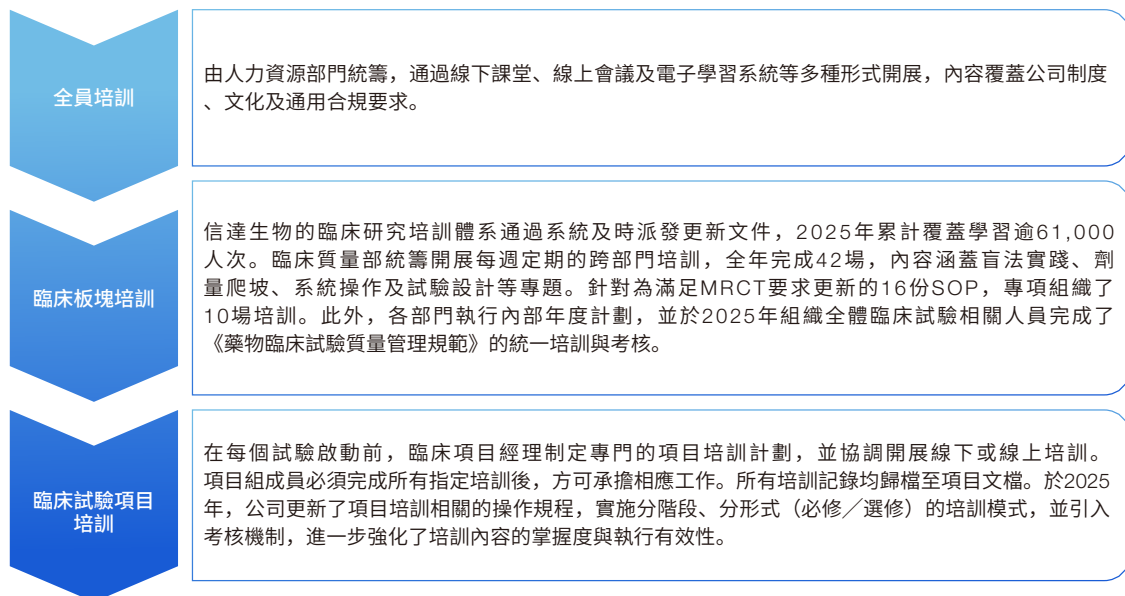 全員培訓
由人力資源部門統籌，通過線下課堂、線上會議及電子學習系統等多種形式開展，內容覆蓋公司制度
、文化及通用合規要求。
臨床板塊培訓
信達生物的臨床研究培訓體系通過系統及時派發更新文件，2025年累計覆蓋學習逾61,000
人次。臨床質量部統籌開展每週定期的跨部門培訓，全年完成42場，內容涵蓋盲法實踐、劑
量爬坡、系統操作及試驗設計等專題。針對為滿足MRCT要求更新的16份SOP，專項組織了
10場培訓。此外，各部門執行內部年度計劃，並於2025年組織全體臨床試驗相關人員完成了
《藥物臨床試驗質量管理規範》的統一培訓與考核。
臨床試驗項目
培訓
在每個試驗啟動前，臨床項目經理制定專門的項目培訓計劃，並協調開展線下或線上培訓。
項目組成員必須完成所有指定培訓後，方可承擔相應工作。所有培訓記錄均歸檔至項目文檔。於2025
年，公司更新了項目培訓相關的操作規程，實施分階段、分形式（必修／選修）的培訓模式，並引入
考核機制，進一步強化了培訓內容的掌握度與執行有效性。